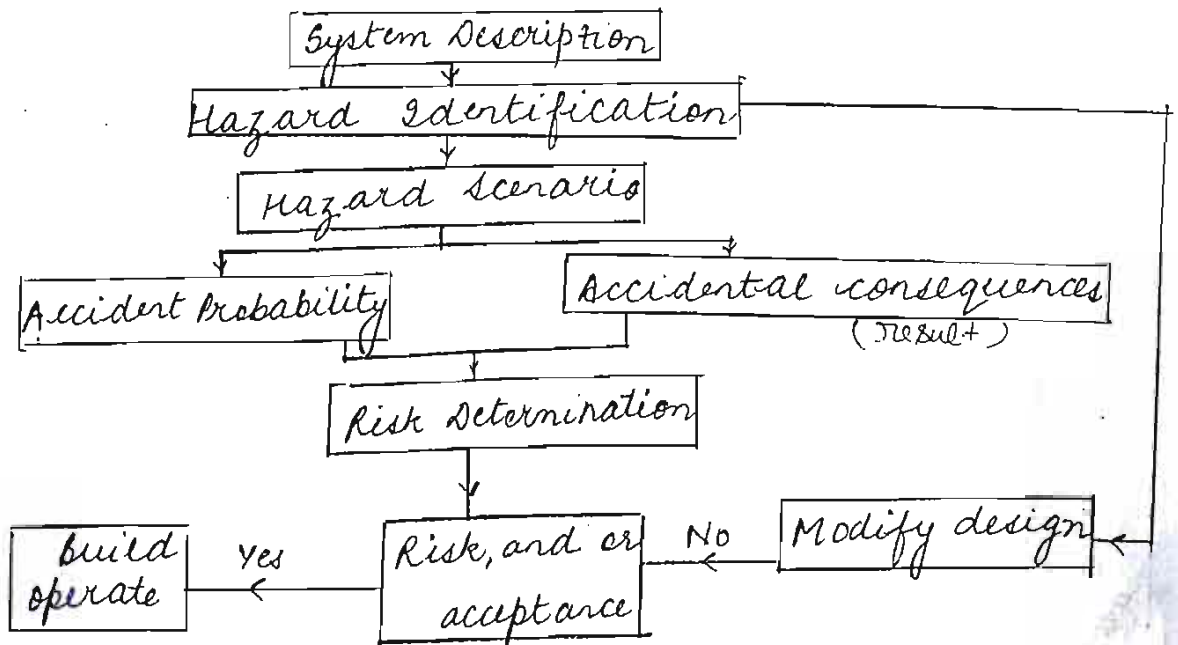 System Description
Hazard Identification
Hazard Scenario
Accident Probability
Accidental consequences
(result)
Risk Determination
Build
operate
Yes
Risk, and or
acceptance
No
Modify design